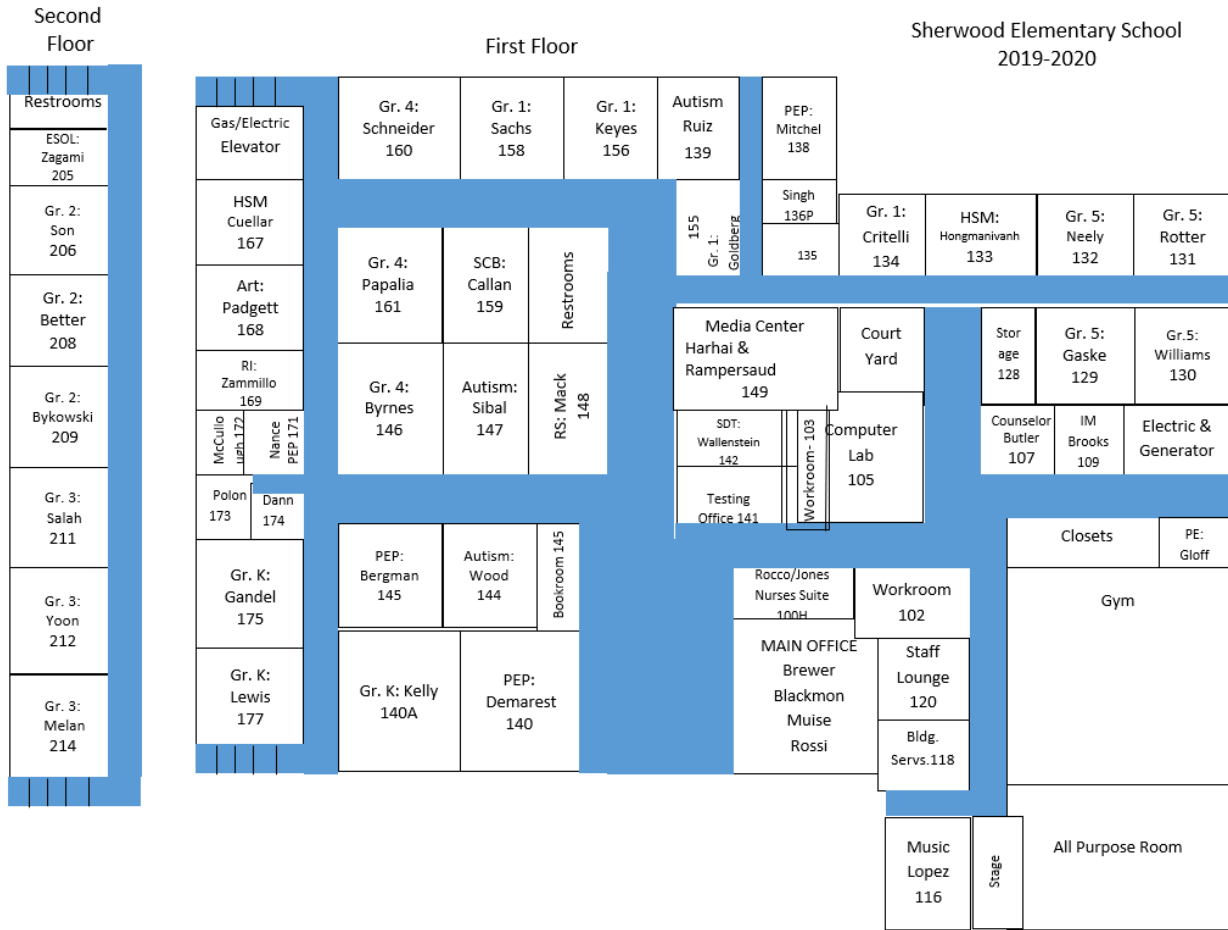 Second
Floor
First Floor
Sherwood Elementary School
2019-2020
Restrooms
ESOL:
Zagami
205
Gr. 2:
Son
206
Gr. 2:
Better
208
Gr. 2:
Bykowski
209
Gr. 3:
Salah
211
Gr. 3:
Yoon
212
Gr. 3:
Melan
214
Gas/Electric
Elevator
HSM
Cuellar
167
Art:
Padgett
168
RI:
Zammillo
169
McCullo
ugh 172
Nance
PEP 171
Polon
173
Dann
174
Gr. K:
Gandel
175
Gr. K:
Lewis
177
Gr. 4:
Schneider
160
Gr. 1:
Sachs
158
Gr. 1:
Keyes
156
Autism
Ruiz
139
PEP:
Mitchel
138
Singh
136P
135
155
Gr. 1:
Goldberg
Gr. 1:
Critelli
134
HSM:
Hongmanivanh
133
Gr. 5:
Neely
132
Gr. 5:
Rotter
131
Gr. 4:
Papalia
161
SCB:
Callan
159
Restrooms
Gr. 4:
Byrnes
146
Autism:
Sibal
147
RS: Mack
148
Media Center
Harhai &
Rampersaud
149
Court
Yard
Stor
age
128
Gr. 5:
Gaske
129
Gr.5:
Williams
130
SDT:
Wallenstein
142
Testing
Office 141
Workroom- 103
Computer
Lab
105
Counselor
Butler
107
IM
Brooks
109
Electric &
Generator
PEP:
Bergman
145
Autism:
Wood
144
Bookroom 145
Gr. K: Kelly
140A
PEP:
Demarest
140
Rocco/Jones
Nurses Suite
100H
Workroom
102
MAIN OFFICE
Brewer
Blackmon
Muise
Rossi
Staff
Lounge
120
Bldg.
Servs.118
Closets
PE:
Gloff
Gym
Music
Lopez
116
Stage
All Purpose Room